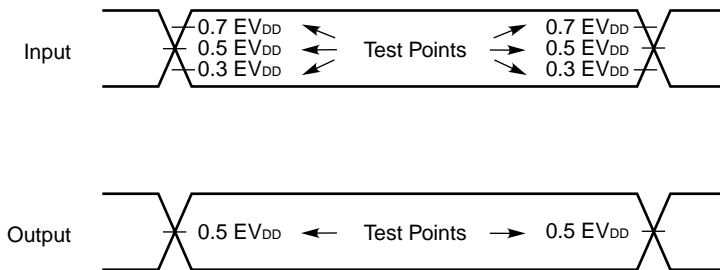 0.7 EVDD 0.7 EVDD
Input 0.5 EVDD Test Points 0.5 EVDD
0.3 EVDD 0.3 EVDD
Output 0.5 EVDD Test Points 0.5 EVDD